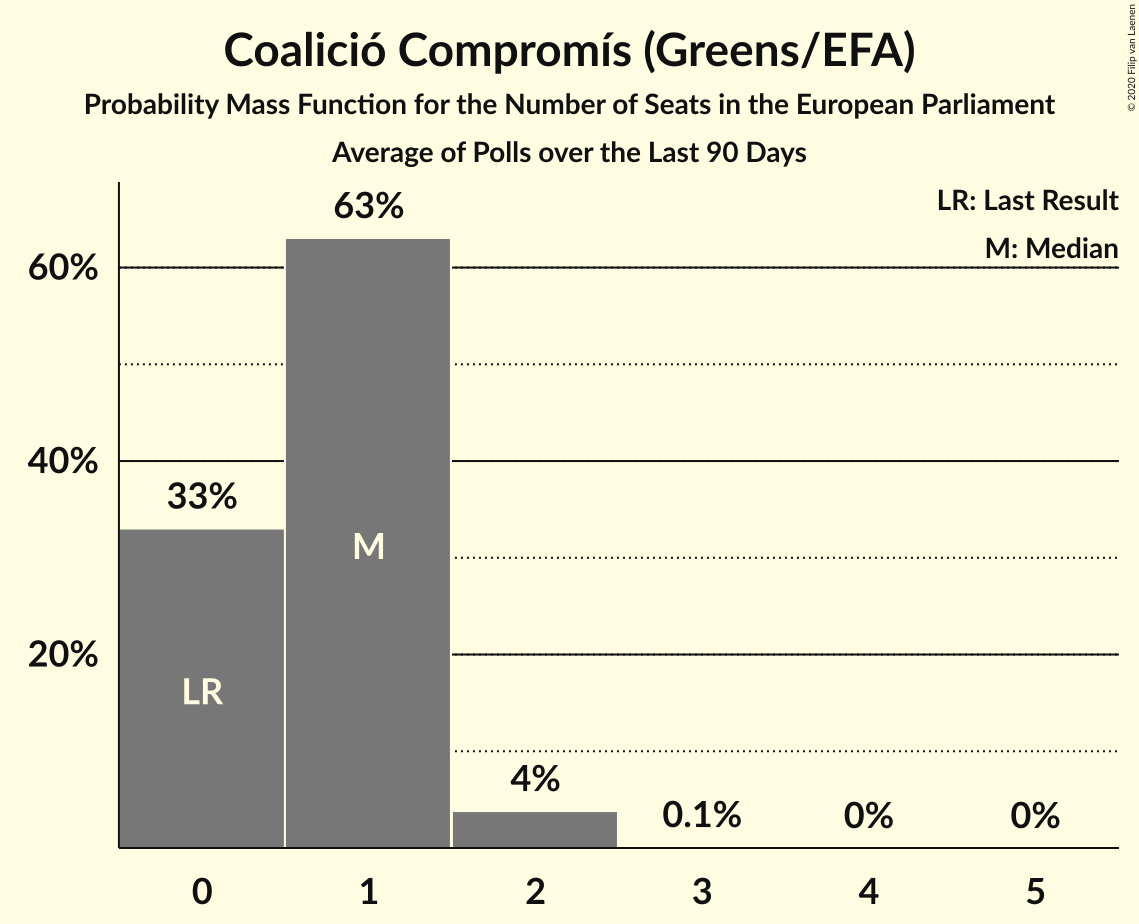 Coalició Compromís (Greens/EFA)
Probability Mass Function for the Number of Seats in the European Parliament
Average of Polls over the Last 90 Days
© 2020 Filip van Laenen
LR: Last Result
M: Median
63%
60%
40%
33%
M
20%
LR
4%
0.1%
0%
0%
0 1 2 3 4 5